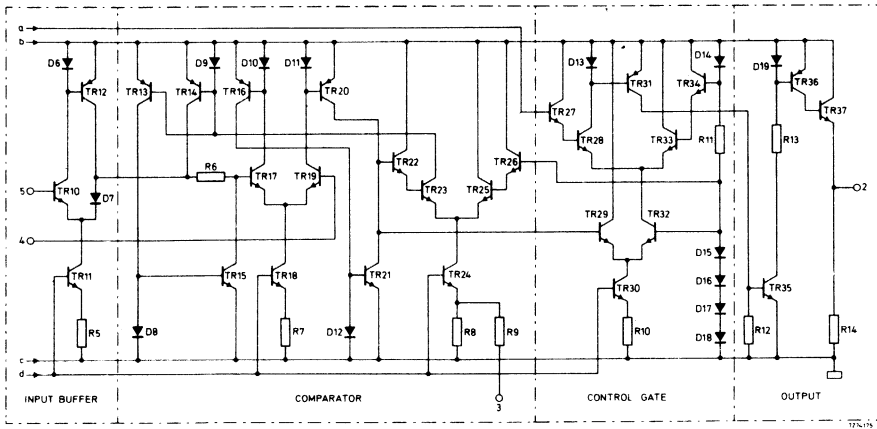 a
b
D6 D9 D10 D11 D13 D14 D19
TR12 TR13 TR14 TR16 TR20 TR31 TR34 TR36
TR27 TR37
TR28 TR33 R11 R13
R6 TR22 TR26
5 TR10 D7 TR17 TR19 TR23 TR25 2
4 TR29 TR32
D15
TR11 TR15 TR18 TR21 TR24 TR30 D16 TR35
D17
R5 D8 R7 D12 R8 R9 R10 D18 R12 R14
c
d
3
INPUT BUFFER COMPARATOR CONTROL GATE OUTPUT
7Z74175